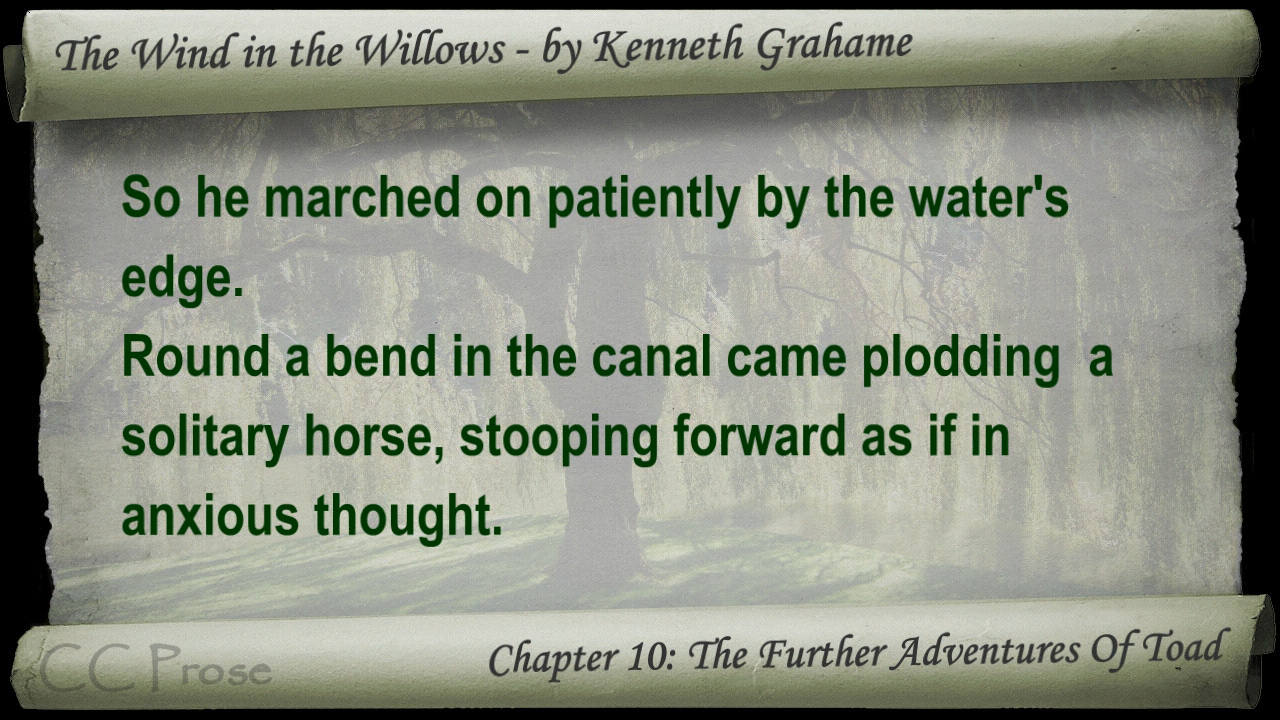 The Wind in the Willows - by Kenneth Grahame
So he marched on patiently by the water's
edge.
Round a bend in the canal came plodding  a
solitary horse, stooping forward as if in
anxious thought.
CC Prose
Chapter 10: The Further Adventures Of Toad